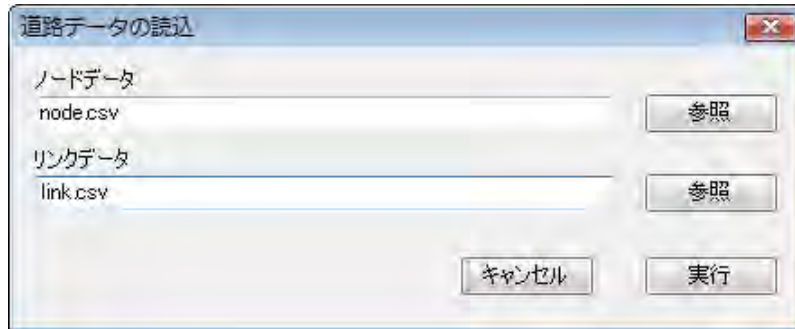 道路データの読込
ノードデータ
node.csv
参照
リンクデータ
link.csv
参照
キャンセル
実行